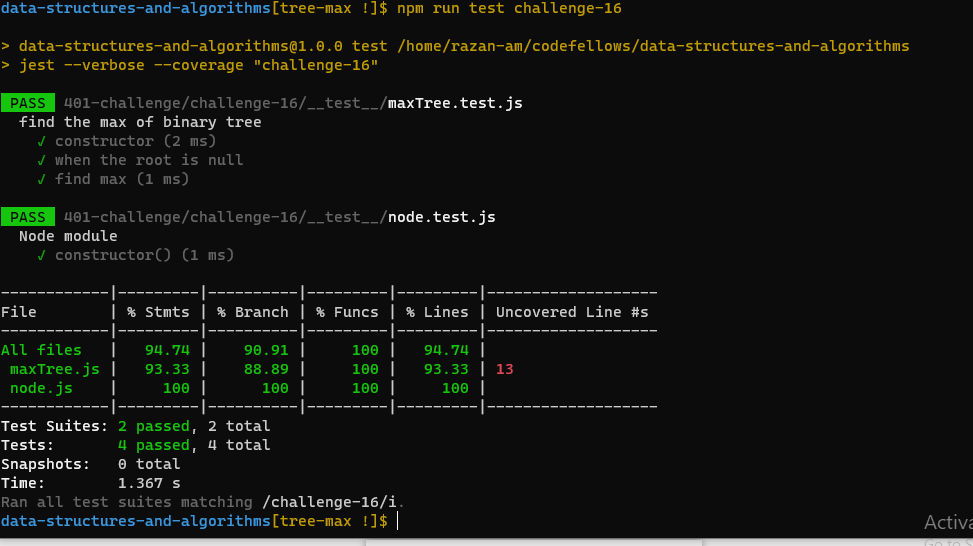 data-structures-and-algorithms[tree-max !]$ npm run test challenge-16
> data-structures-and-algorithms@1.0.0 test /home/razan-am/codefellows/data-structures-and-algorithms
> jest --verbose --coverage "challenge-16"
PASS 401-challenge/challenge-16/__test__/maxTree.test.js
find the max of binary tree
√ constructor (2 ms)
√ when the root is null
√ find max (1 ms)
PASS 401-challenge/challenge-16/__test__/node.test.js
Node module
√ constructor() (1 ms)
------------|---------|----------|---------|---------|-------------------
File        | % Stmts | % Branch | % Funcs | % Lines | Uncovered Line #s
------------|---------|----------|---------|---------|-------------------
All files   |   94.74 |    90.91 |     100 |   94.74 |
 maxTree.js |   93.33 |    88.89 |     100 |   93.33 | 13
 node.js    |     100 |      100 |     100 |     100 |
------------|---------|----------|---------|---------|-------------------
Test Suites: 2 passed, 2 total
Tests:       4 passed, 4 total
Snapshots:   0 total
Time:        1.367 s
Ran all test suites matching /challenge-16/i.
data-structures-and-algorithms[tree-max !]$
Activa